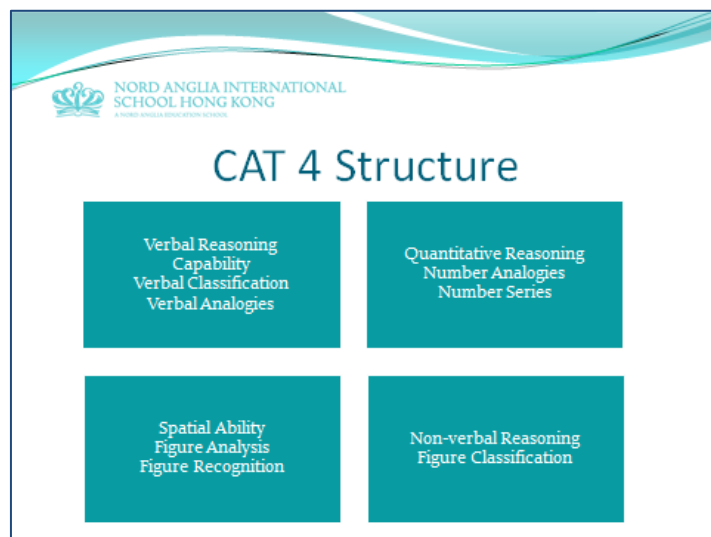 NORD ANGLIA INTERNATIONAL
SCHOOL HONG KONG
A NORD ANGLIA EDUCATION SCHOOL
CAT 4 Structure
Verbal Reasoning
Capability
Verbal Classification
Verbal Analogies
Quantitative Reasoning
Number Analogies
Number Series
Spatial Ability
Figure Analysis
Figure Recognition
Non-verbal Reasoning
Figure Classification